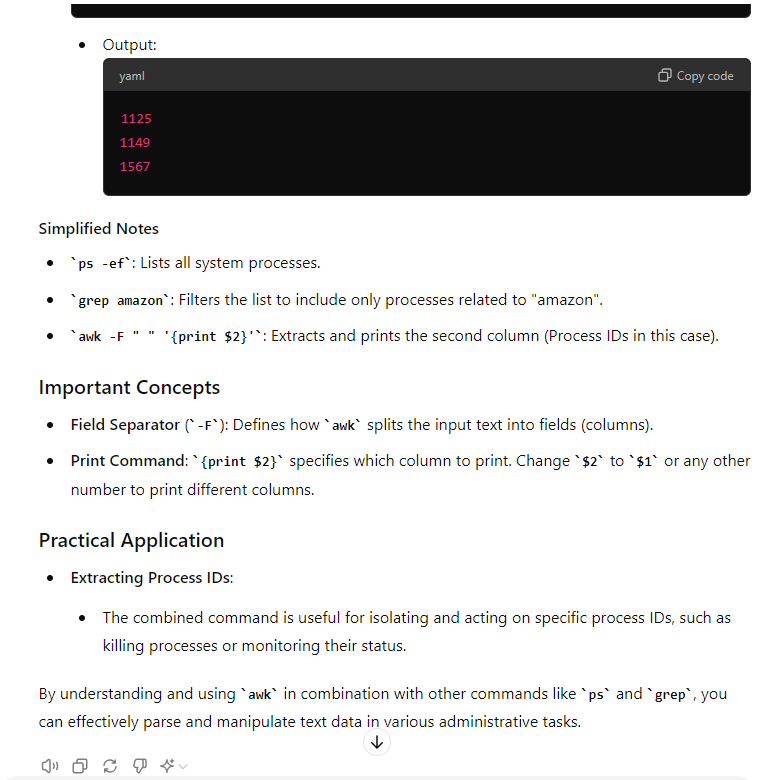 Output:
yaml
Copy code
1125
1149
1567
Simplified Notes
`ps -ef`: Lists all system processes.
`grep amazon`: Filters the list to include only processes related to "amazon".
`awk -F " " '{print $2}'`: Extracts and prints the second column (Process IDs in this case).
Important Concepts
Field Separator (`-F`): Defines how `awk` splits the input text into fields (columns).
Print Command: `{print $2}` specifies which column to print. Change `$2` to `$1` or any other
number to print different columns.
Practical Application
Extracting Process IDs:
The combined command is useful for isolating and acting on specific process IDs, such as
killing processes or monitoring their status.
By understanding and using `awk` in combination with other commands like `ps` and `grep`, you
can effectively parse and manipulate text data in various administrative tasks.